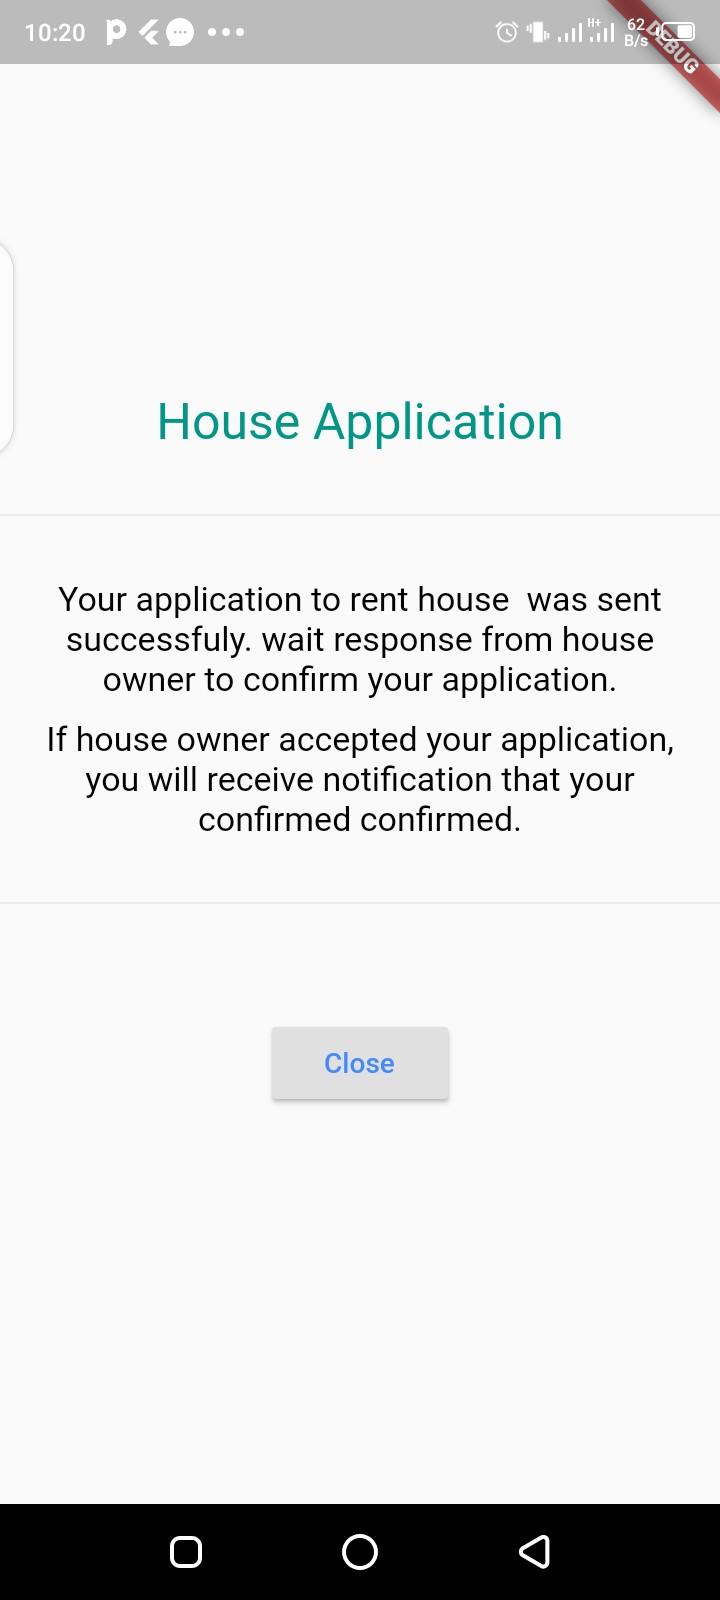 10:20
H+
62
B/s
DEBUG
House Application
Your application to rent house  was sent
successfuly. wait response from house
owner to confirm your application.
If house owner accepted your application,
you will receive notification that your
confirmed confirmed.
Close